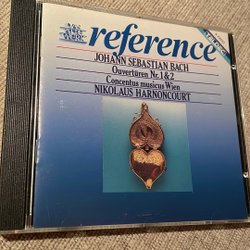 reference
JOHANN SEBASTIAN BACH
Ouvertüren Nr. 1 & 2
Concentus musicus Wien
NIKOLAUS HARNONCOURT